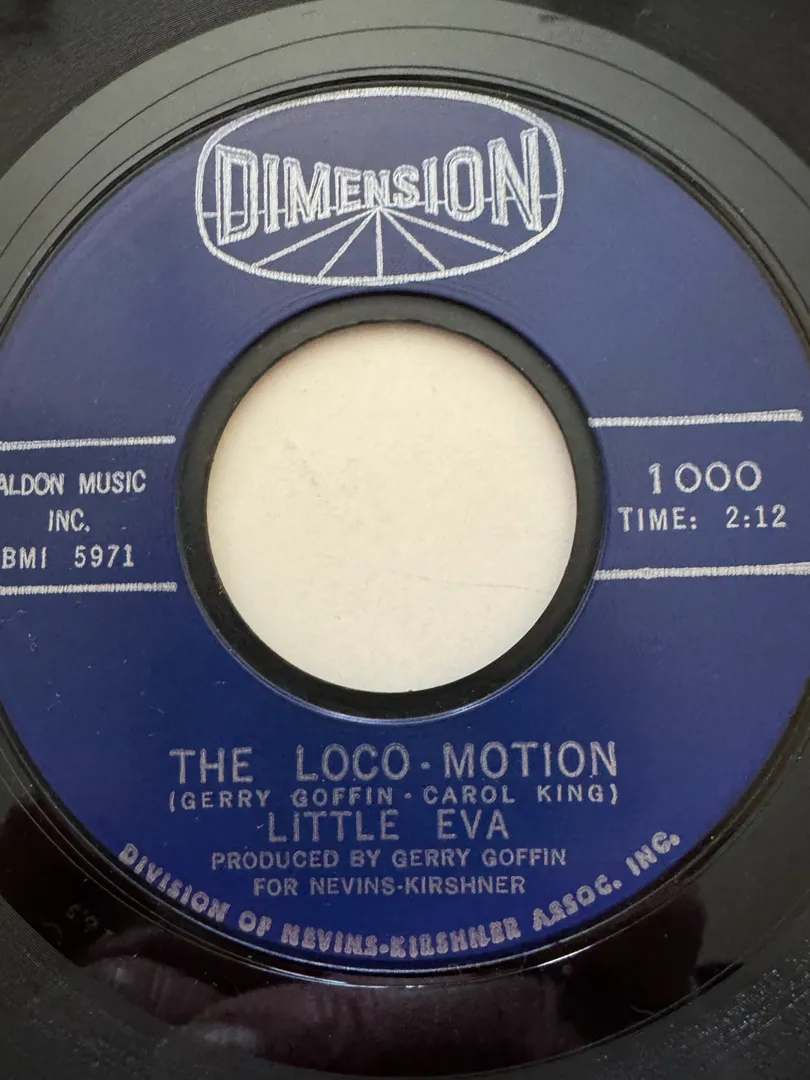 DIMENSION
ALDON MUSIC
INC.
BMI 5971
1000
TIME: 2:12
THE LOCO-MOTION
(GERRY GOFFIN - CAROL KING)
LITTLE EVA
PRODUCED BY GERRY GOFFIN
FOR NEVINS-KIRSHNER
DIVISION OF NEVINS-KIRSHNER ASSOC. INC.